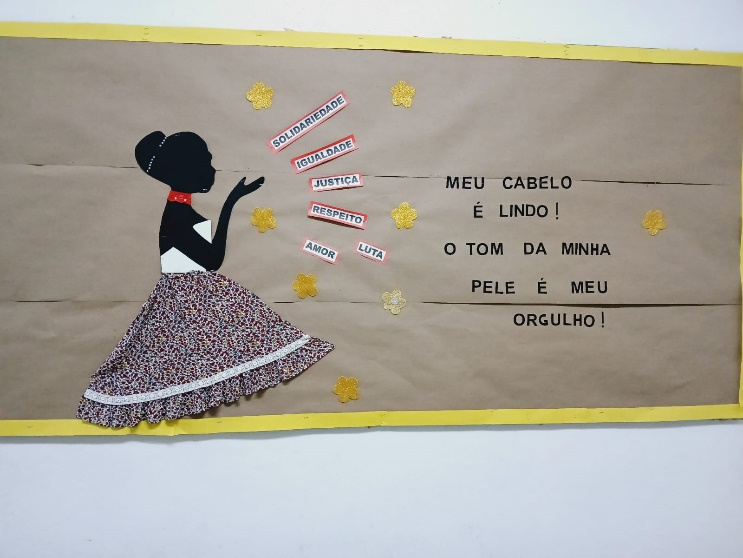 SOLIDARIEDADE
IGUALDADE
JUSTIÇA
RESPEITO
AMOR LUTA
MEU CABELO
É LINDO!
O TOM DA MINHA
PELE É MEU
ORGULHO!